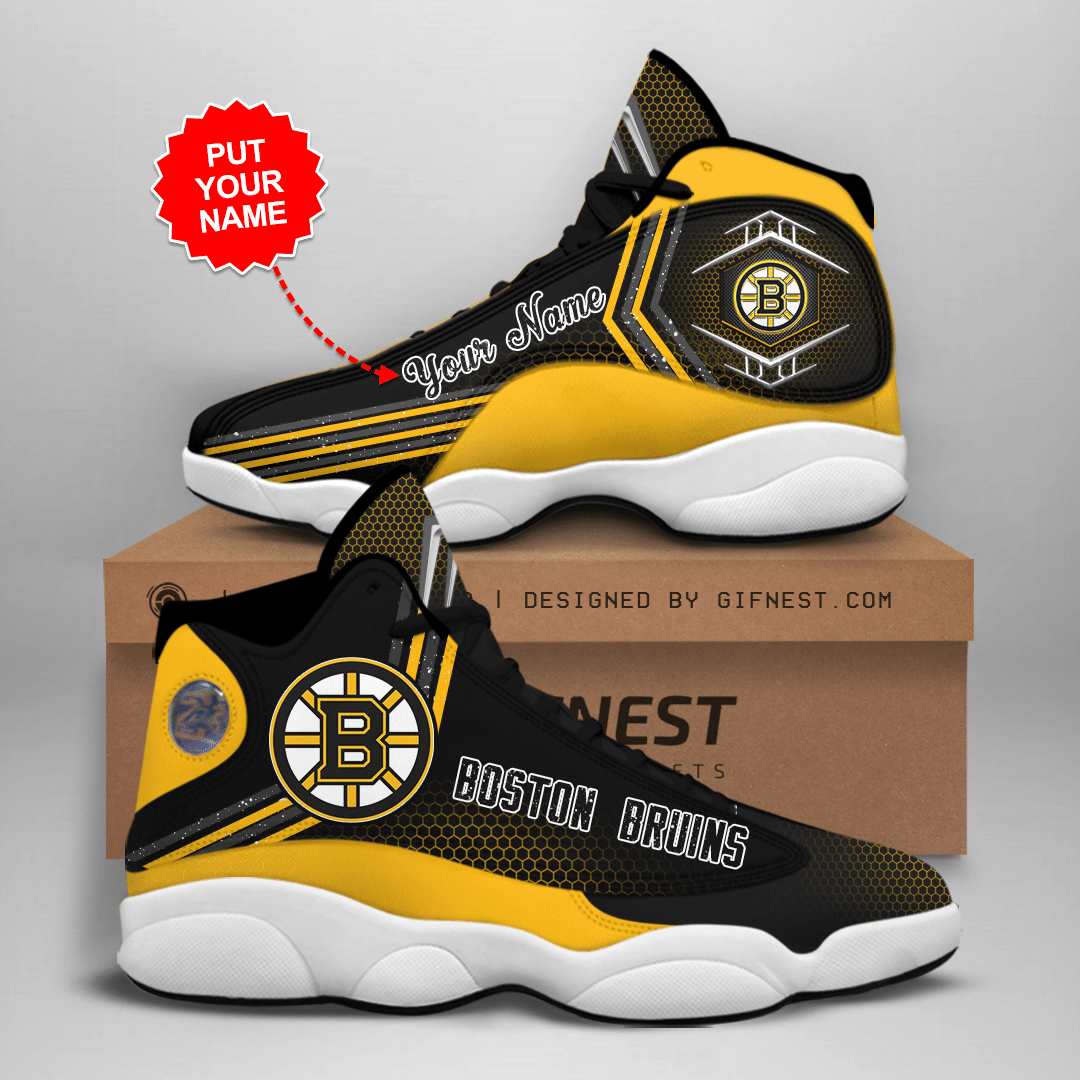 PUT
YOUR
NAME
Your Name
B
| DESIGNED BY GIFNEST.COM
NEST
B
BOSTON BRUINS